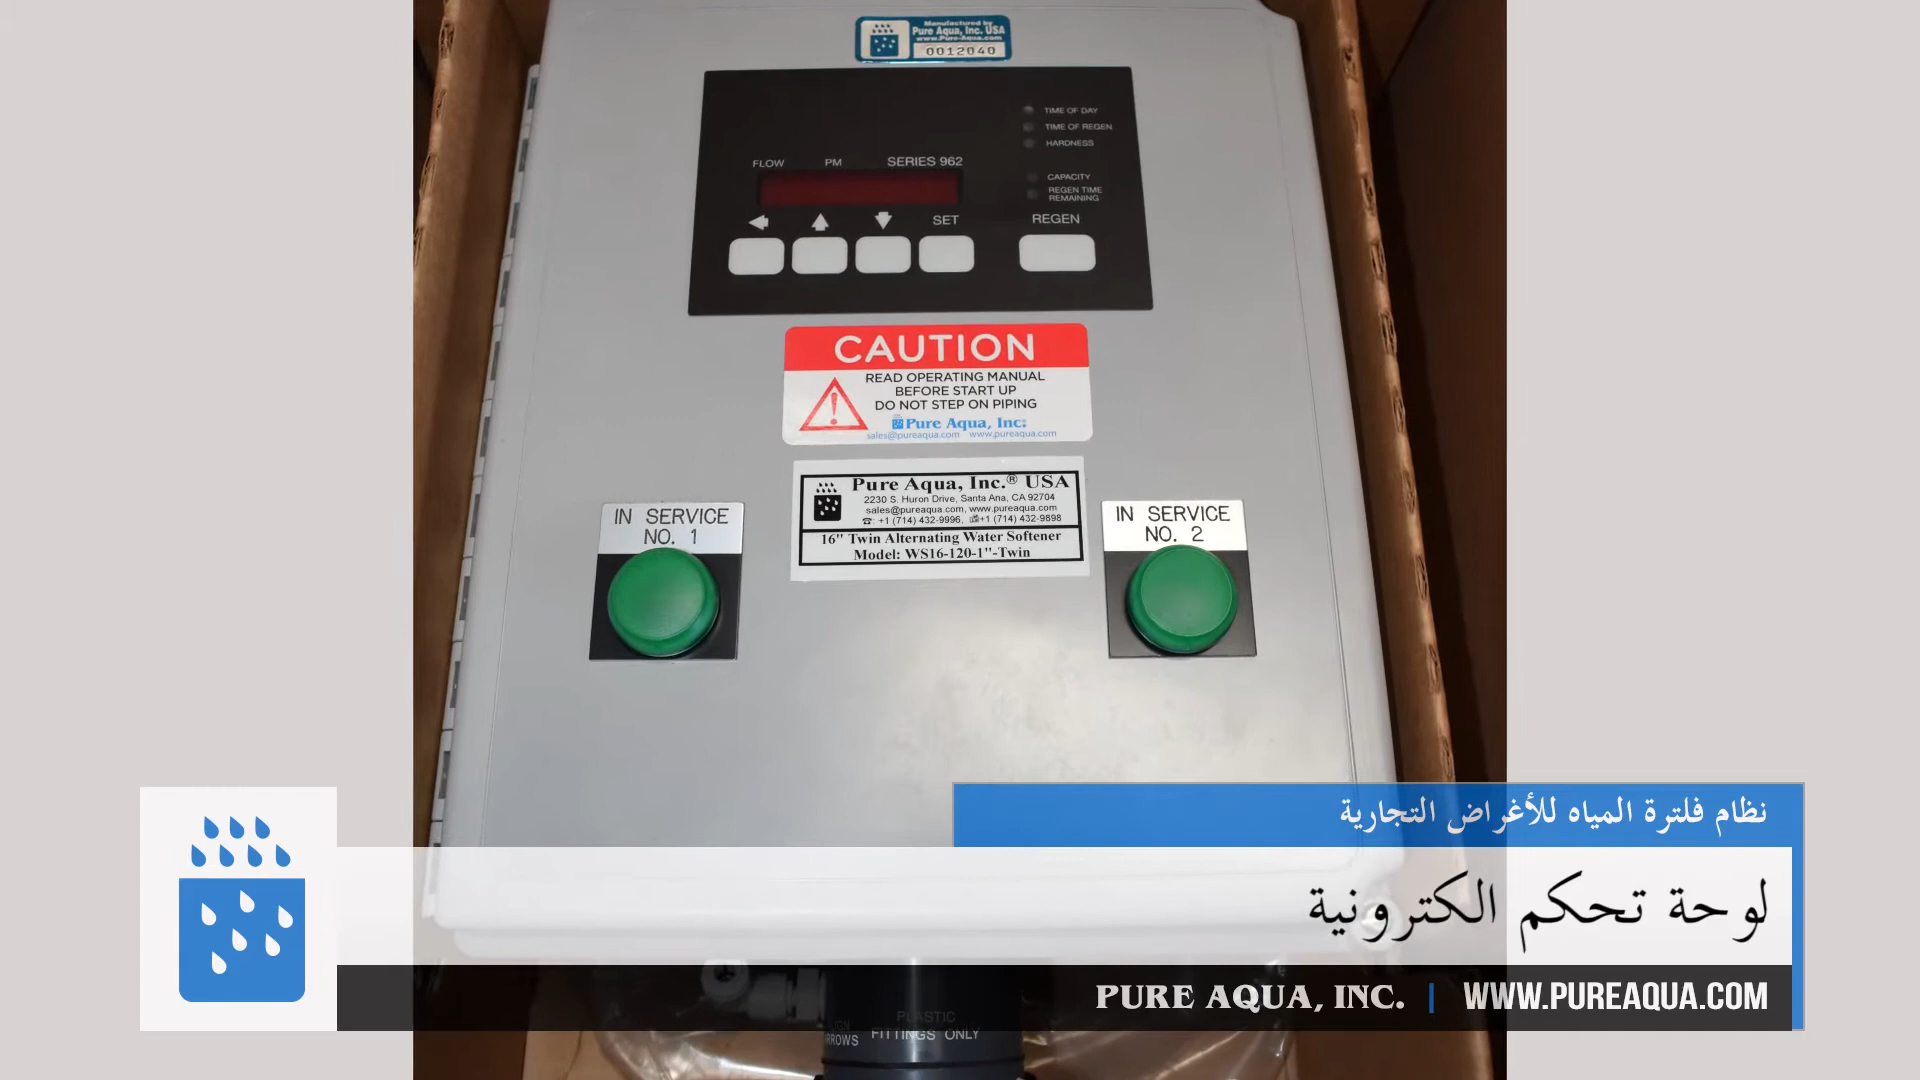 Manufactured by
Pure Aqua, Inc. USA
www.Pure-Aqua.com
0012040
TIME OF DAY
TIME OF REGEN
HARDNESS
FLOW PM SERIES 962
CAPACITY
REGEN TIME
REMAINING
SET REGEN
CAUTION
READ OPERATING MANUAL
BEFORE START UP
DO NOT STEP ON PIPING
Pure Aqua, Inc.®
sales@pureaqua.com www.pureaqua.com
Pure Aqua, Inc.® USA
2230 S. Huron Drive, Santa Ana, CA 92704
sales@pureaqua.com, www.pureaqua.com
☎: +1 (714) 432-9996, +1 (714) 432-9898
16" Twin Alternating Water Softener
Model: WS16-120-1"-Twin
IN SERVICE
NO. 1
IN SERVICE
NO. 2
نظام فلترة المياه للأغراض التجارية
لوحة تحكم الكترونية
PURE AQUA, INC. | WWW.PUREAQUA.COM
PLASTIC
FITTINGS ONLY